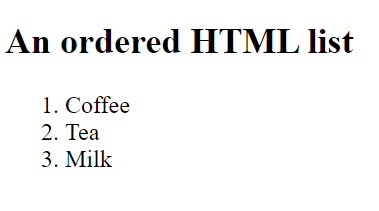 An ordered HTML list
1. Coffee
2. Tea
3. Milk